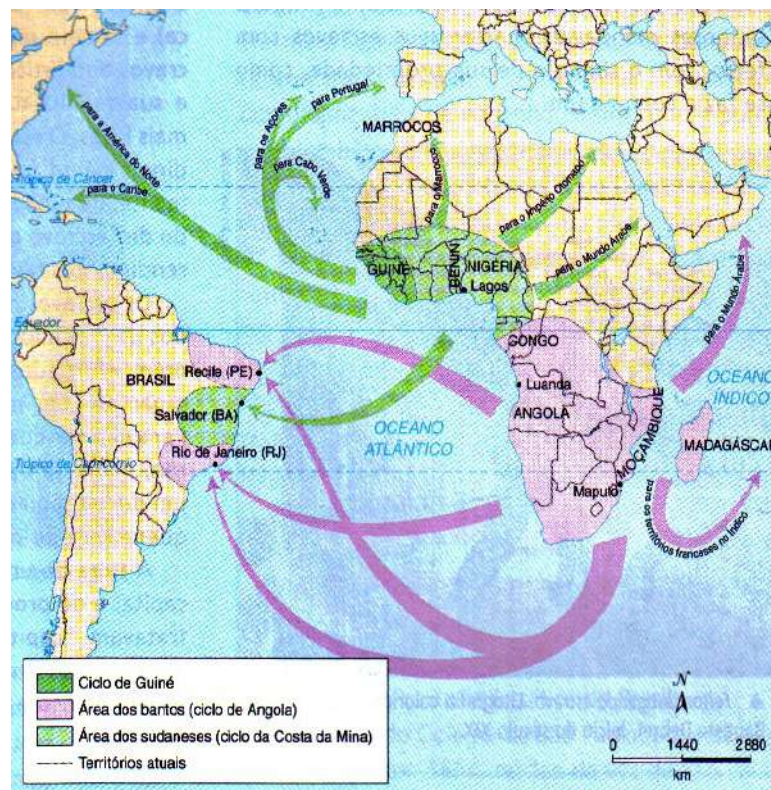 para Portugal
para os Açores
para Cabo Verde
MARROCOS
para o Marrocos
para a América do Norte
Trópico de Câncer
para o Caribe
para o Império Otomano
para o Mundo Árabe
GUINÉ
BENIN
NIGÉRIA
Lagos
para o Mundo Árabe
Equador
CONGO
BRASIL
Recife (PE)
Luanda
OCEANO
ÍNDICO
Salvador (BA)
ANGOLA
OCEANO
ATLÂNTICO
MOÇAMBIQUE
MADAGÁSCAR
Rio de Janeiro (RJ)
Trópico de Capricórnio
Maputo
para os territórios franceses no Índico
Ciclo de Guiné
Área dos bantos (ciclo de Angola)
Área dos sudaneses (ciclo da Costa da Mina)
Territórios atuais
N
0 1440 2880
km